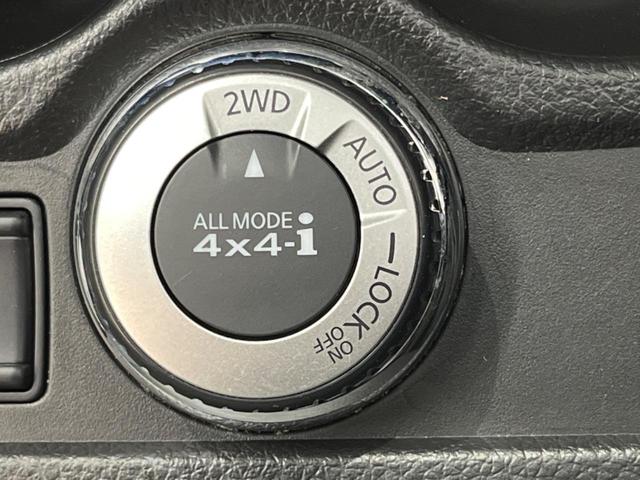 2WD
AUTO
LOCK
ON
OFF
ALL MODE
4x4-i